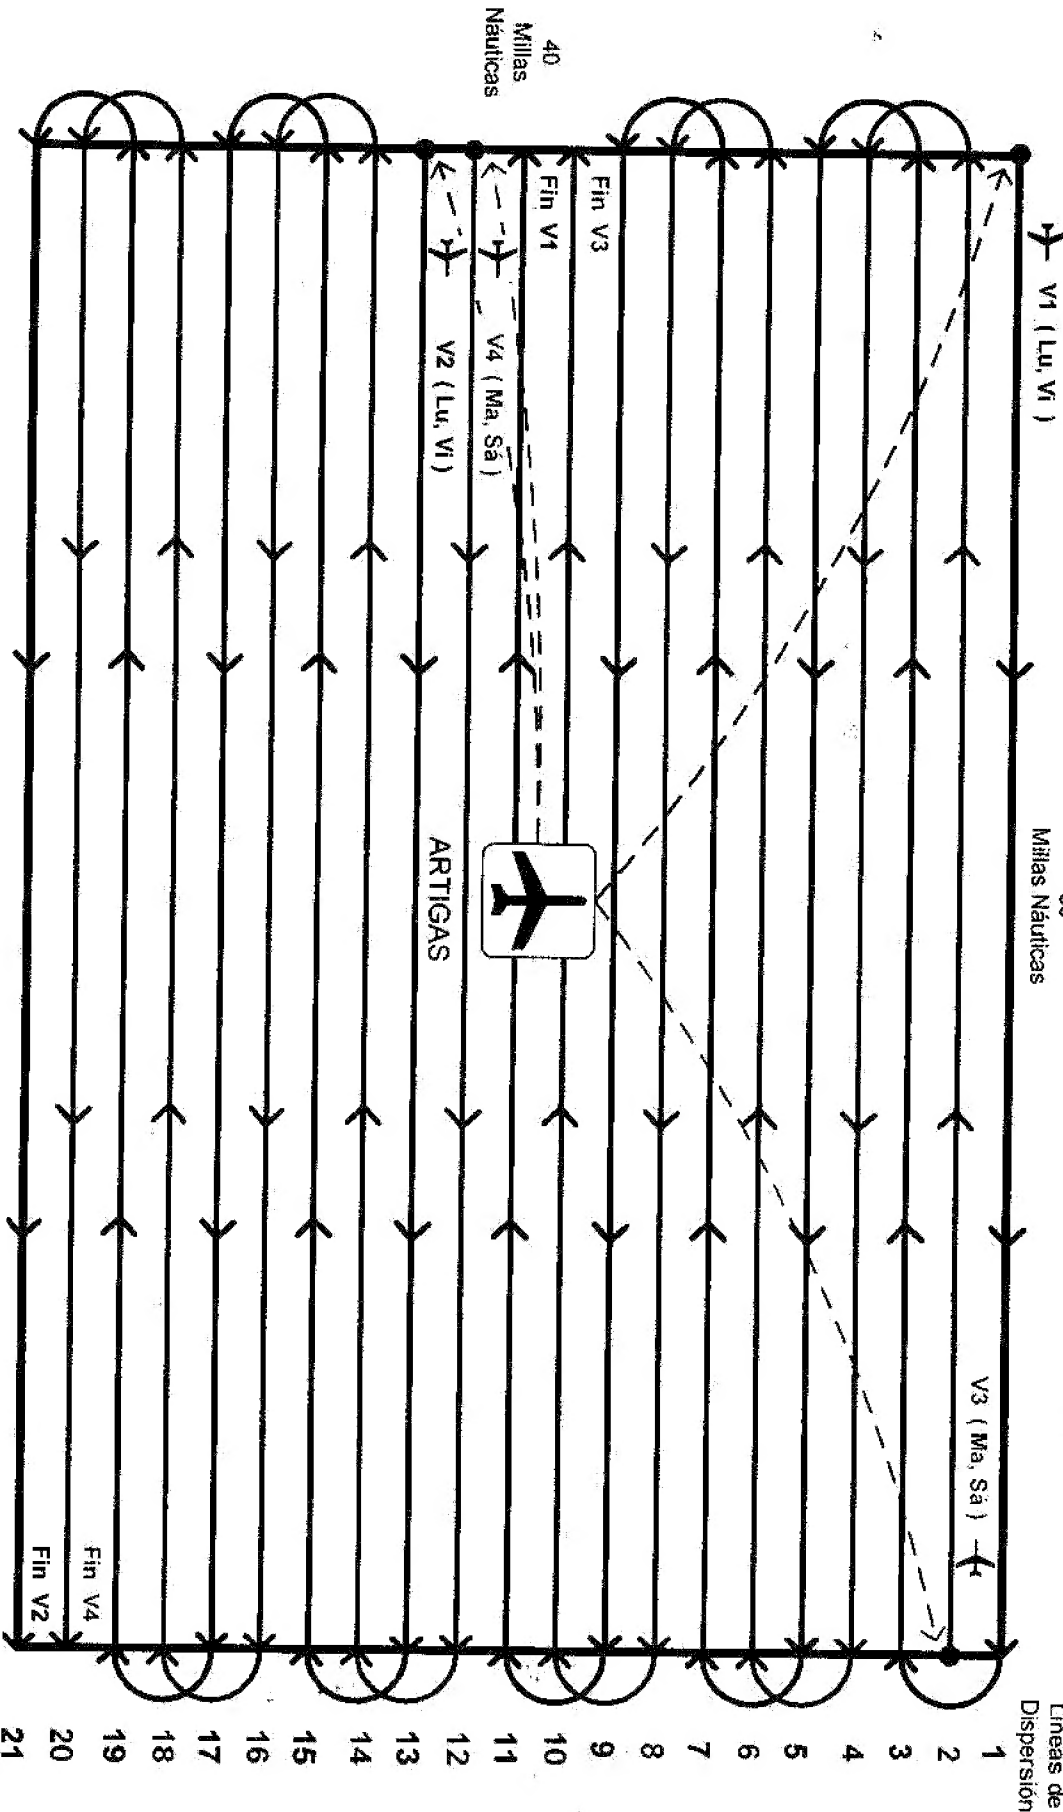 Millas Náuticas
Líneas de
Dispersión
V1 ( Lu, Vi )
V3 ( Ma, Sá )
1
2
3
4
5
6
7
8
9
10
11
12
13
14
15
16
17
18
19
20
21
Fin V3
Fin V1
40
Millas
Náuticas
V4 ( Ma, Sá )
V2 ( Lu, Vi )
ARTIGAS
Fin V4
Fin V2